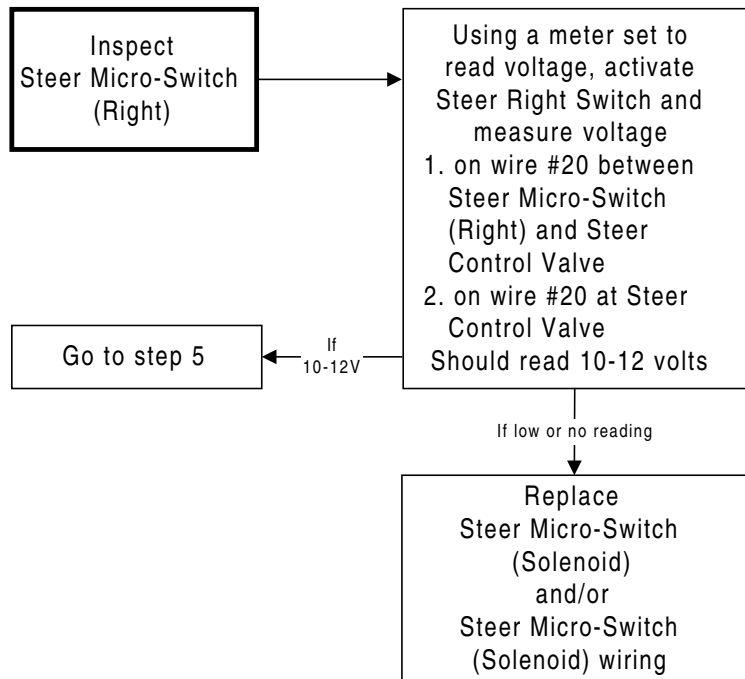 Inspect
Steer Micro-Switch
(Right)
Using a meter set to
read voltage, activate
Steer Right Switch and
measure voltage
1. on wire #20 between
Steer Micro-Switch
(Right) and Steer
Control Valve
2. on wire #20 at Steer
Control Valve
Should read 10-12 volts
If
10-12V
Go to step 5
If low or no reading
Replace
Steer Micro-Switch
(Solenoid)
and/or
Steer Micro-Switch
(Solenoid) wiring